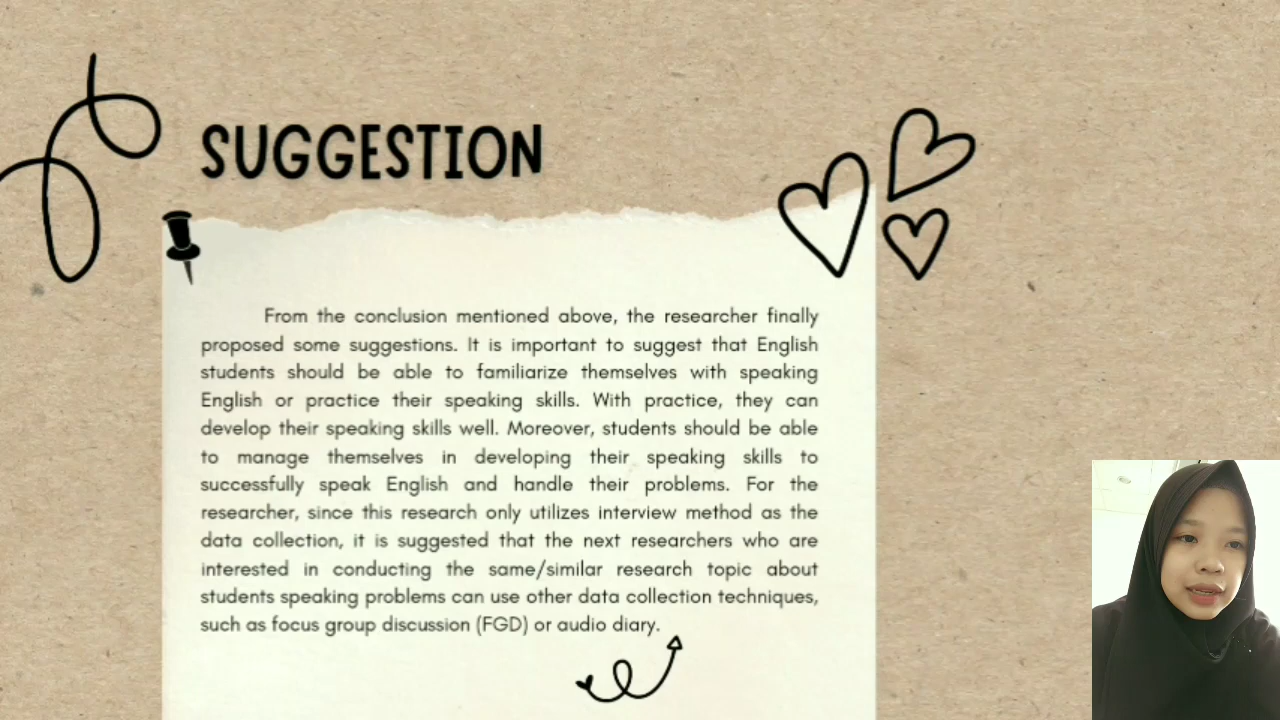 SUGGESTION
From the conclusion mentioned above, the researcher finally
proposed some suggestions. It is important to suggest that English
students should be able to familiarize themselves with speaking
English or practice their speaking skills. With practice, they can
develop their speaking skills well. Moreover, students should be able
to manage themselves in developing their speaking skills to
successfully speak English and handle their problems. For the
researcher, since this research only utilizes interview method as the
data collection, it is suggested that the next researchers who are
interested in conducting the same/similar research topic about
students speaking problems can use other data collection techniques,
such as focus group discussion (FGD) or audio diary.